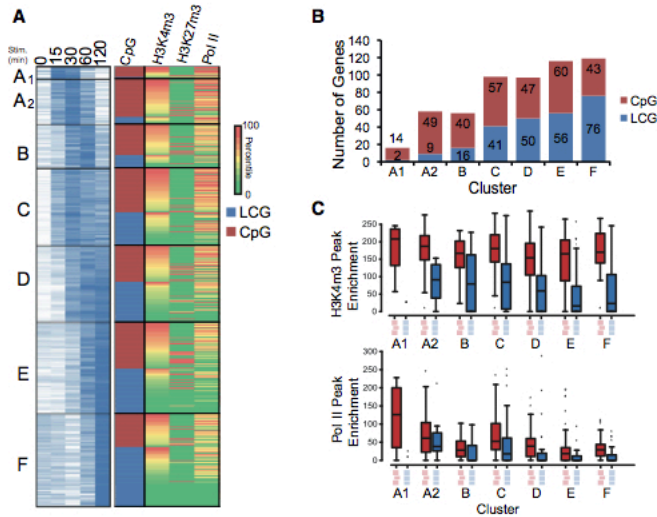 A
Stim.
(min)
0 15 30 60 120
CpG
H3K4m3
H3K27m3
Pol II
A1
A2
B
C
D
E
F
100
Percentile
0
LCG
CpG
B
Number of Genes
140
120
100
80
60
40
20
0
14
2
49
9
40
16
57
41
47
50
60
56
43
76
CpG
LCG
A1 A2 B C D E F
Cluster
C
H3K4m3 Peak
Enrichment
250
200
150
100
50
0
A1 A2 B C D E F
Pol II Peak
Enrichment
300
250
200
150
100
50
0
A1 A2 B C D E F
Cluster